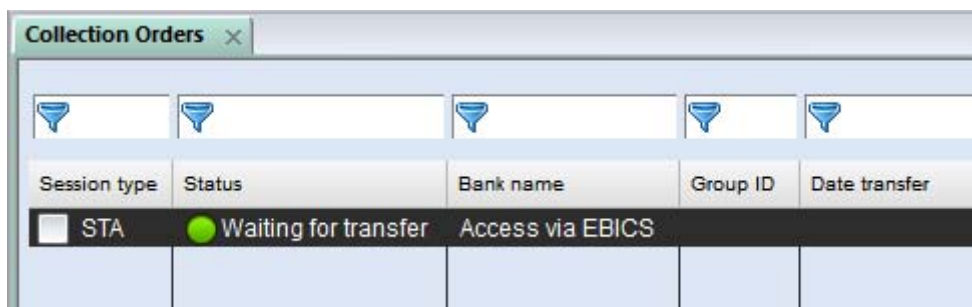 Collection Orders
Session type Status Bank name Group ID Date transfer
STA Waiting for transfer Access via EBICS